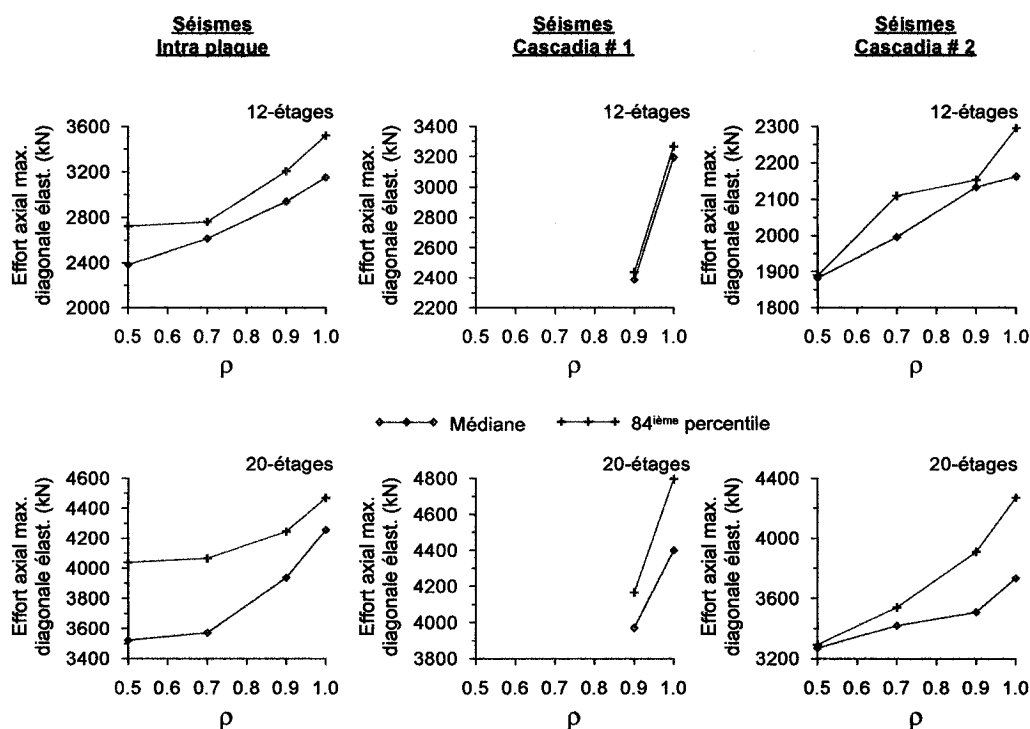 Séismes
Intra plaque
Séismes
Cascadia # 1
Séismes
Cascadia # 2
12-étages
Effort axial max.
diagonale élast. (kN)
3600
3200
2800
2400
2000
0.5 0.6 0.7 0.8 0.9 1.0
ρ
12-étages
Effort axial max.
diagonale élast. (kN)
3400
3200
3000
2800
2600
2400
2200
0.5 0.6 0.7 0.8 0.9 1.0
ρ
12-étages
Effort axial max.
diagonale élast. (kN)
2300
2200
2100
2000
1900
1800
0.5 0.6 0.7 0.8 0.9 1.0
ρ
Médiane 84ième percentile
20-étages
Effort axial max.
diagonale élast. (kN)
4600
4400
4200
4000
3800
3600
3400
0.5 0.6 0.7 0.8 0.9 1.0
ρ
20-étages
Effort axial max.
diagonale élast. (kN)
4800
4600
4400
4200
4000
3800
0.5 0.6 0.7 0.8 0.9 1.0
ρ
20-étages
Effort axial max.
diagonale élast. (kN)
4400
4000
3600
3200
0.5 0.6 0.7 0.8 0.9 1.0
ρ